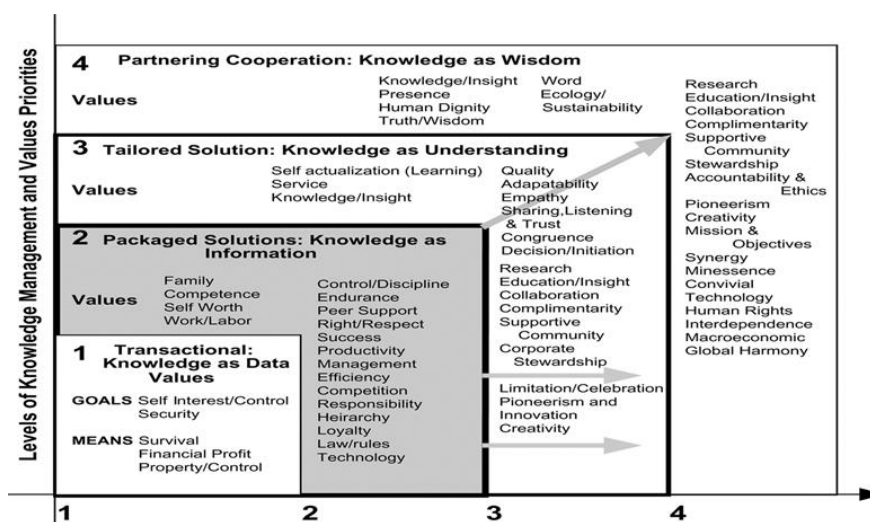 Levels of Knowledge Management and Values Priorities
4 Partnering Cooperation: Knowledge as Wisdom
Values
Knowledge/Insight
Presence
Human Dignity
Truth/Wisdom
Word
Ecology/
Sustainability
Research
Education/Insight
Collaboration
Complimentarity
Supportive
Community
Stewardship
Accountability &
Ethics
Pioneerism
Creativity
Mission &
Objectives
Synergy
Minessence
Convivial
Technology
Human Rights
Interdependence
Macroeconomic
Global Harmony
3 Tailored Solution: Knowledge as Understanding
Values
Self actualization (Learning)
Service
Knowledge/Insight
Quality
Adapatability
Empathy
Sharing,Listening
& Trust
Congruence
Decision/Initiation
Research
Education/Insight
Collaboration
Complimentarity
Supportive
Community
Corporate
Stewardship
Limitation/Celebration
Pioneerism and
Innovation
Creativity
2 Packaged Solutions: Knowledge as
Information
Values
Family
Competence
Self Worth
Work/Labor
Control/Discipline
Endurance
Peer Support
Right/Respect
Success
Productivity
Management
Efficiency
Competition
Responsibility
Heirarchy
Loyalty
Law/rules
Technology
1 Transactional:
Knowledge as Data
Values
GOALS Self Interest/Control
Security
MEANS Survival
Financial Profit
Property/Control
1 2 3 4